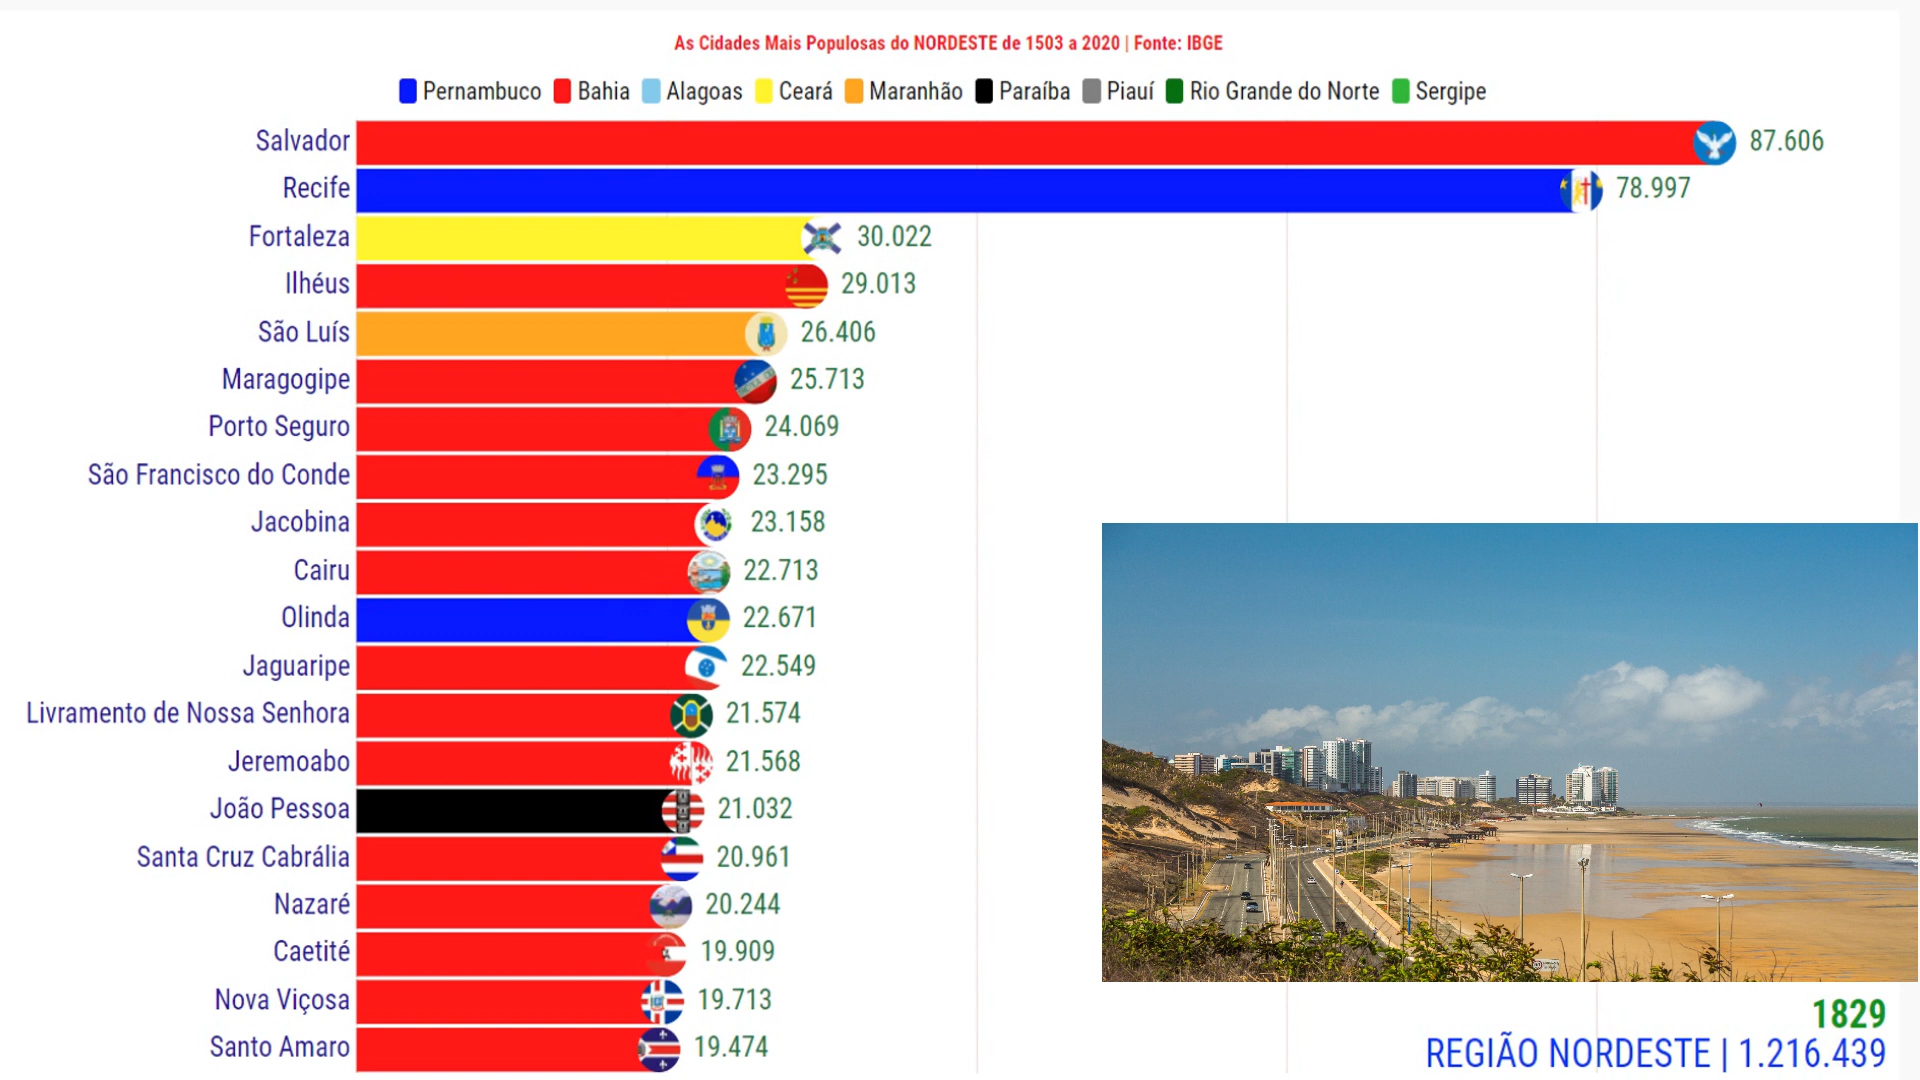 As Cidades Mais Populosas do NORDESTE de 1503 a 2020 | Fonte: IBGE
Pernambuco Bahia Alagoas Ceará Maranhão Paraíba Piauí Rio Grande do Norte Sergipe
Salvador 87.606
Recife 78.997
Fortaleza 30.022
Ilhéus 29.013
São Luís 26.406
Maragogipe 25.713
Porto Seguro 24.069
São Francisco do Conde 23.295
Jacobina 23.158
Cairu 22.713
Olinda 22.671
Jaguaripe 22.549
Livramento de Nossa Senhora 21.574
Jeremoabo 21.568
João Pessoa 21.032
Santa Cruz Cabrália 20.961
Nazaré 20.244
Caetité 19.909
Nova Viçosa 19.713
Santo Amaro 19.474
1829
REGIÃO NORDESTE | 1.216.439